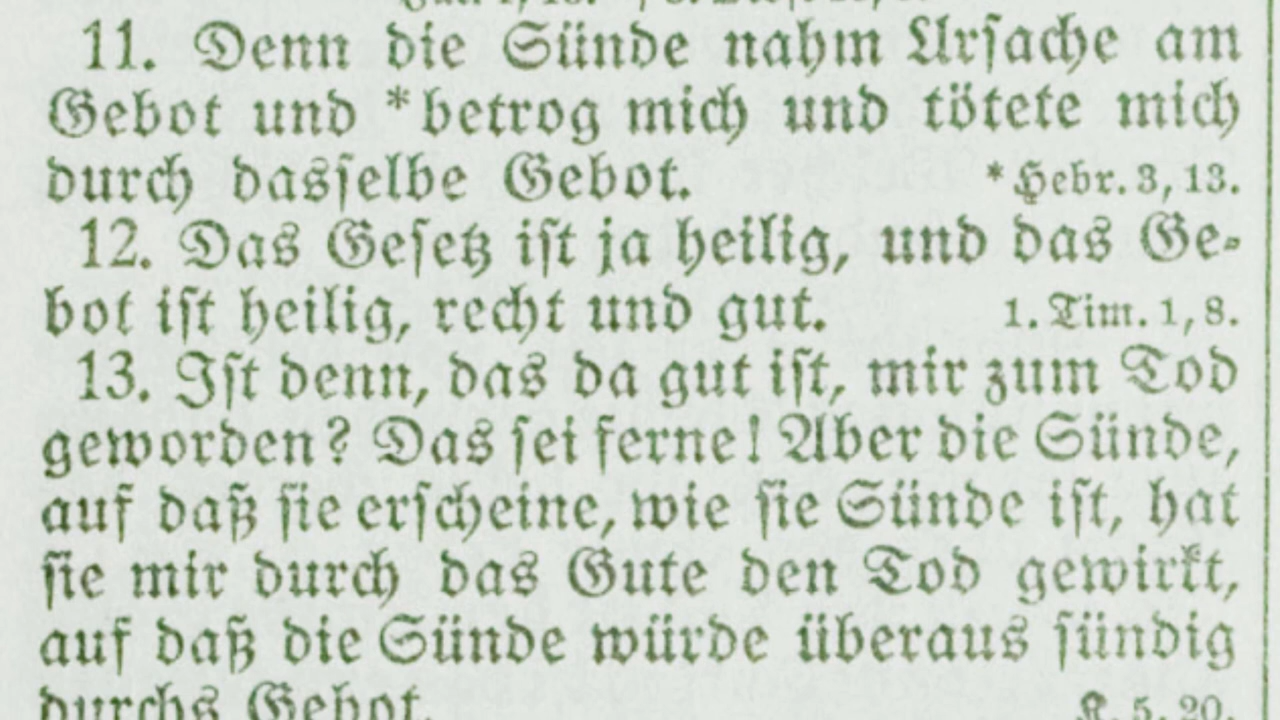 11. Denn die Sünde nahm Ursache am
Gebot und *betrog mich und tötete mich
durch dasselbe Gebot. *Hebr. 3, 13.
12. Das Gesetz ist ja heilig, und das Ge-
bot ist heilig, recht und gut. 1. Tim. 1, 8.
13. Ist denn, das da gut ist, mir zum Tod
geworden? Das sei ferne! Aber die Sünde,
auf daß sie erscheine, wie sie Sünde ist, hat
sie mir durch das Gute den Tod gewirkt,
auf daß die Sünde würde überaus sündig
durchs Gebot. K. 5, 20.